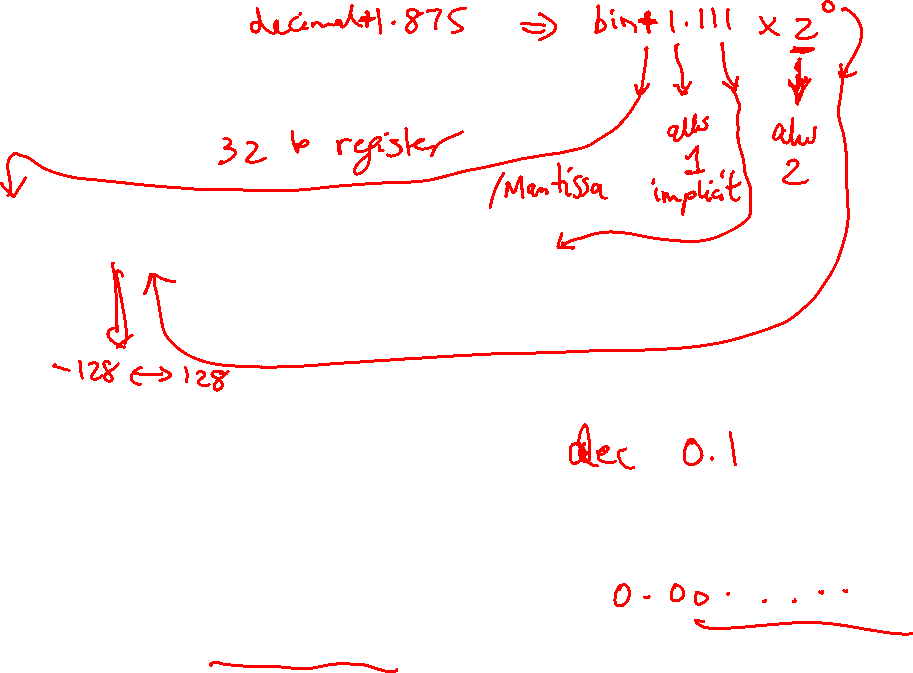 decimal +1.875 ⇒ bin +1.111 × 2⁰
32 b register
alws alw
1 2
/Mantissa implicit
-128 ↔ 128
dec 0.1
0.00......